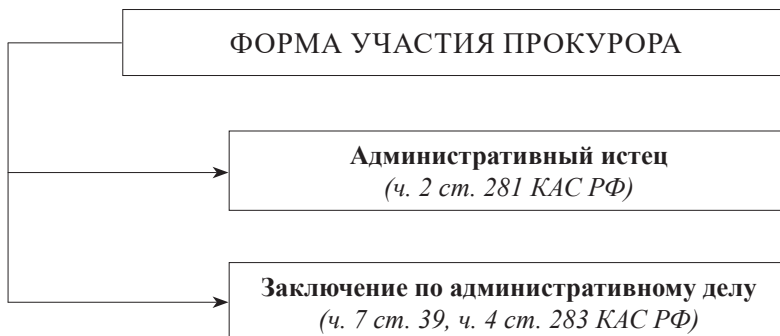 ФОРМА УЧАСТИЯ ПРОКУРОРА
Административный истец
(ч. 2 ст. 281 КАС РФ)
Заключение по административному делу
(ч. 7 ст. 39, ч. 4 ст. 283 КАС РФ)